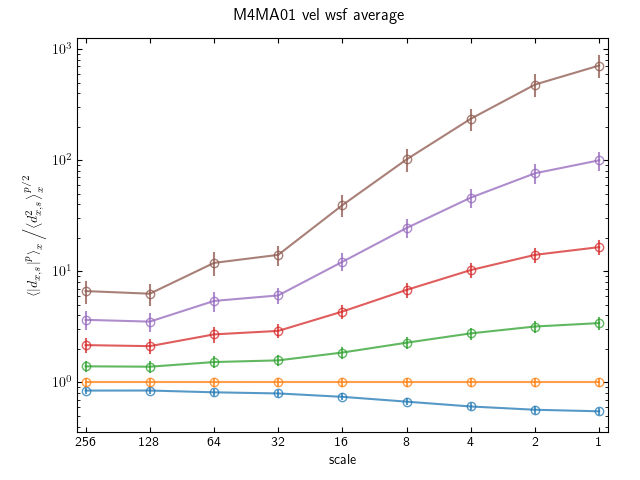 M4MA01 vel wsf average
10³
10²
10¹
10⁰
⟨|d_{x,s}|^p⟩_x / ⟨d²_{x,s}⟩_x^{p/2}
256 128 64 32 16 8 4 2 1
scale